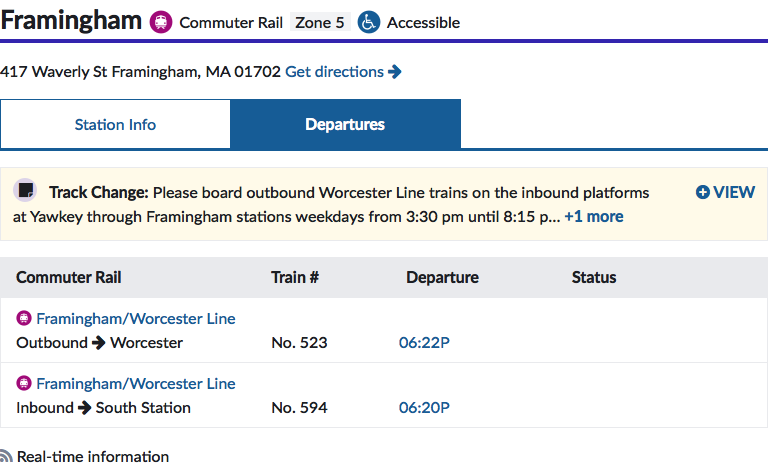 Framingham Commuter Rail Zone 5 Accessible
417 Waverly St Framingham, MA 01702 Get directions
Station Info Departures
Track Change: Please board outbound Worcester Line trains on the inbound platforms
at Yawkey through Framingham stations weekdays from 3:30 pm until 8:15 p... +1 more
VIEW
Commuter Rail Train # Departure Status
Framingham/Worcester Line
Outbound → Worcester No. 523 06:22P
Framingham/Worcester Line
Inbound → South Station No. 594 06:20P
Real-time information